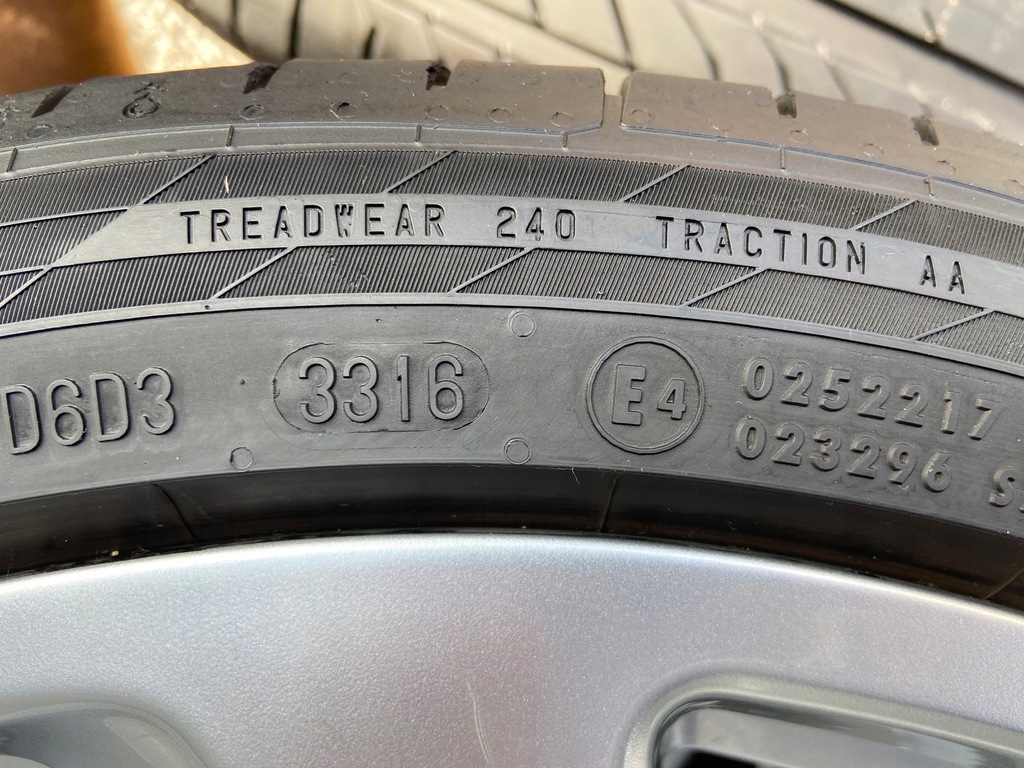 TREADWEAR 240 TRACTION AA
D6D3 3316 E4 0252217
023296